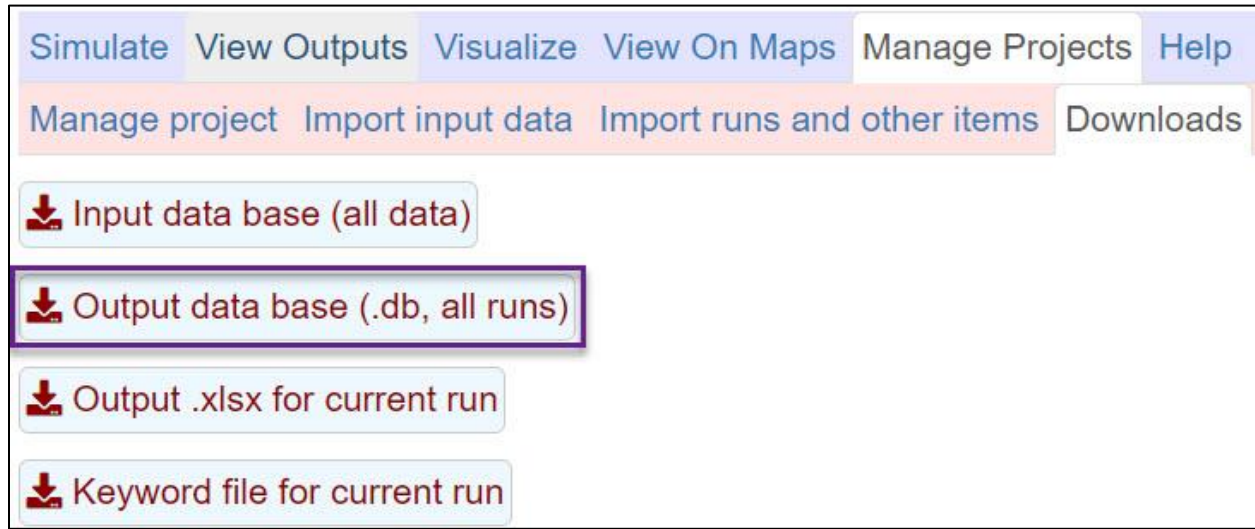 Simulate View Outputs Visualize View On Maps Manage Projects Help
Manage project Import input data Import runs and other items Downloads
Input data base (all data)
Output data base (.db, all runs)
Output .xlsx for current run
Keyword file for current run